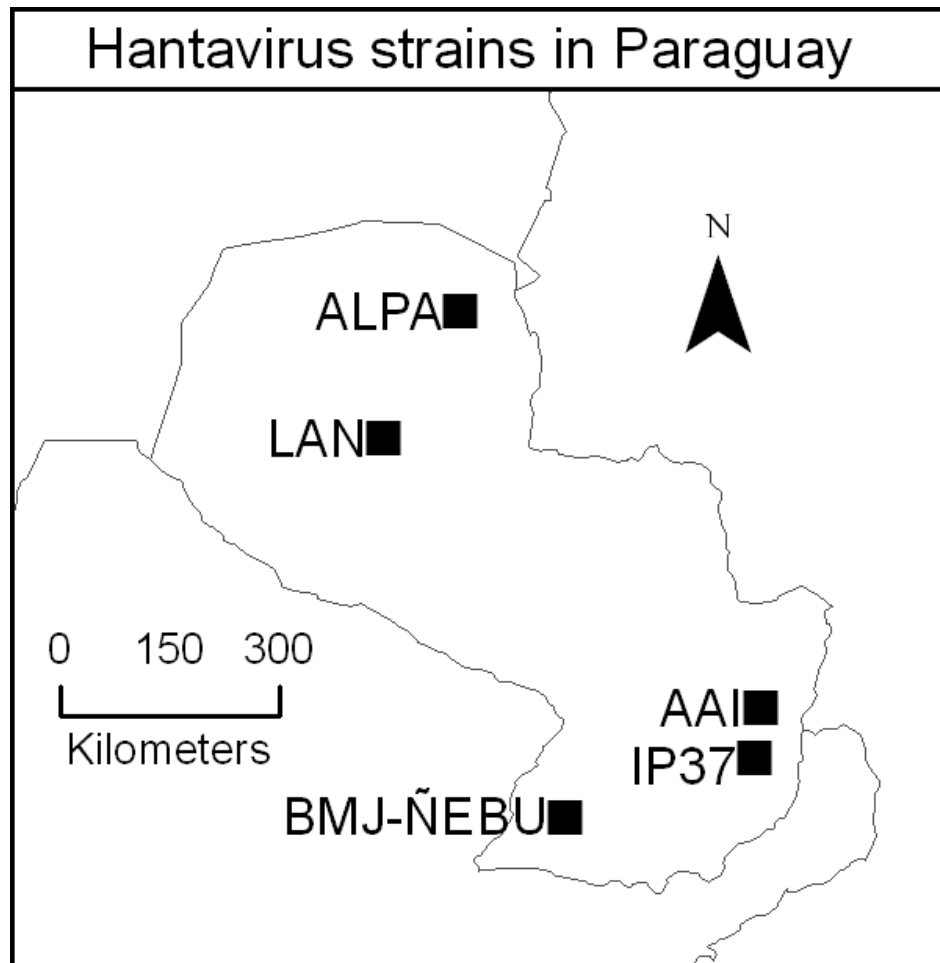 Hantavirus strains in Paraguay
N
ALPA
LAN
0 150 300
Kilometers
AAI
IP37
BMJ-ÑEBU